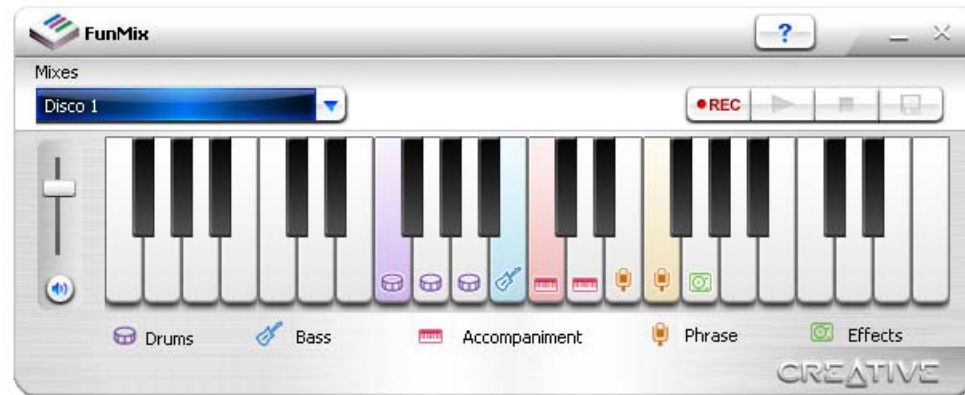 FunMix
?
Mixes
Disco 1
REC
Drums
Bass
Accompaniment
Phrase
Effects
CREATIVE